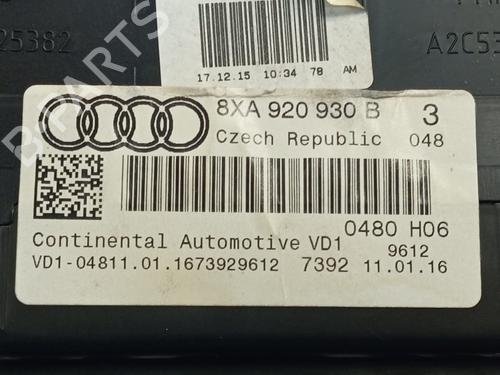 25382
17.12.15 10:34 78 AM
A2C53
8XA 920 930 B 3
Czech Republic 048
0480 H06
Continental Automotive VD1 9612
VD1-04811.01.1673929612 7392 11.01.16
B-PARTS